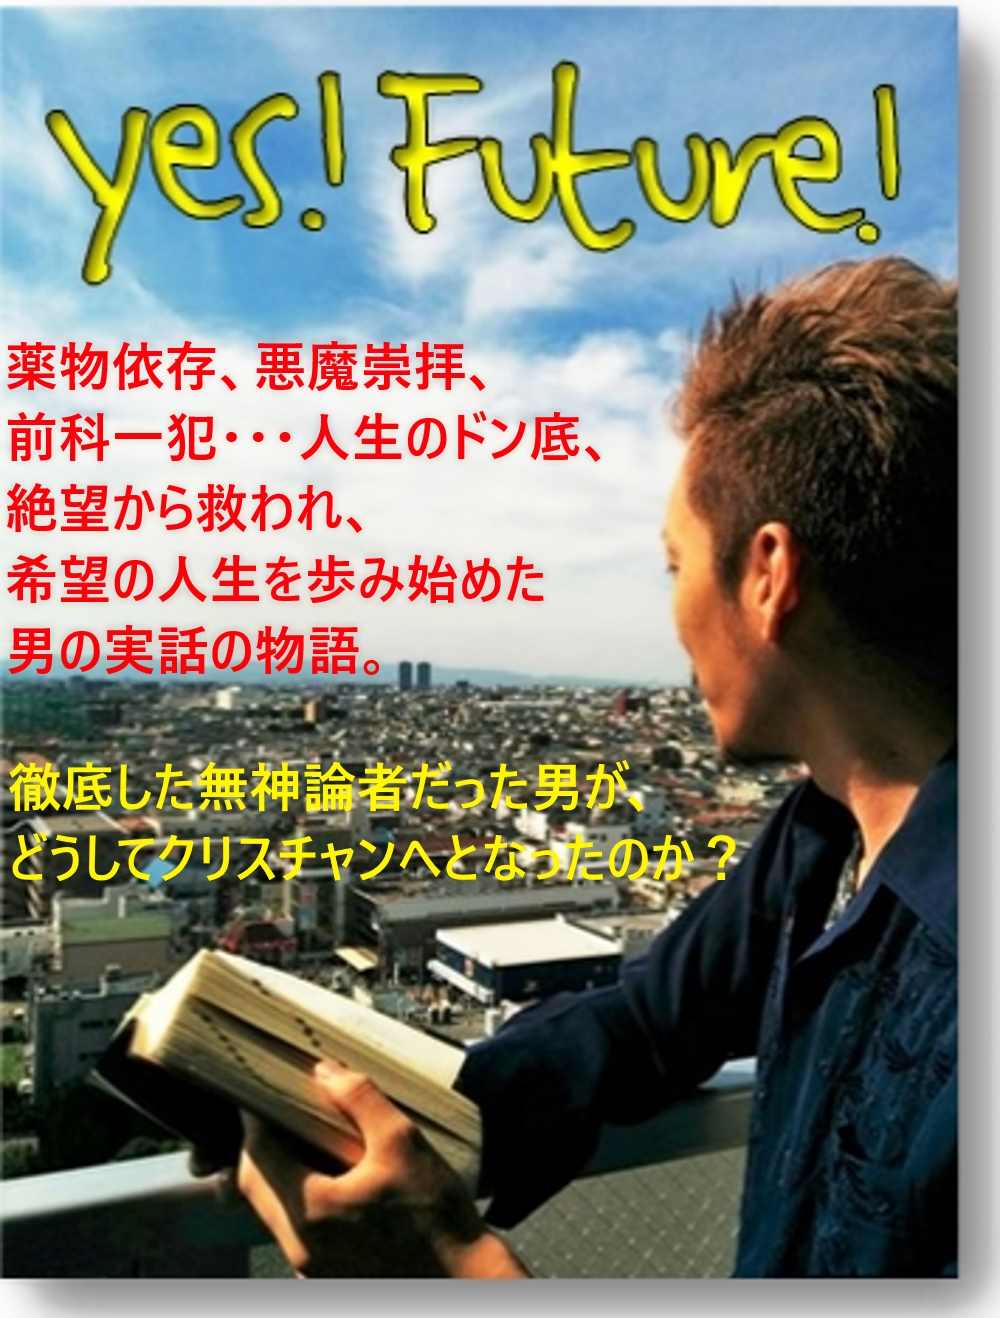 yes! Future!
薬物依存、悪魔崇拝、
前科一犯・・・人生のドン底、
絶望から救われ、
希望の人生を歩み始めた
男の実話の物語。
徹底した無神論者だった男が、
どうしてクリスチャンへとなったのか？